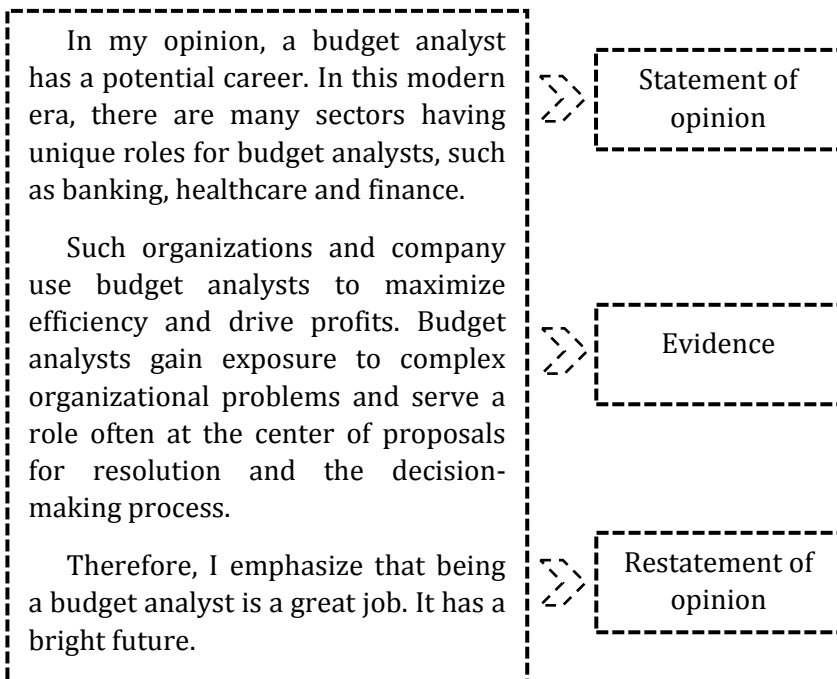 In my opinion, a budget analyst
has a potential career. In this modern
era, there are many sectors having
unique roles for budget analysts, such
as banking, healthcare and finance.
Such organizations and company
use budget analysts to maximize
efficiency and drive profits. Budget
analysts gain exposure to complex
organizational problems and serve a
role often at the center of proposals
for resolution and the decision-
making process.
Therefore, I emphasize that being
a budget analyst is a great job. It has a
bright future.
Statement of
opinion
Evidence
Restatement of
opinion